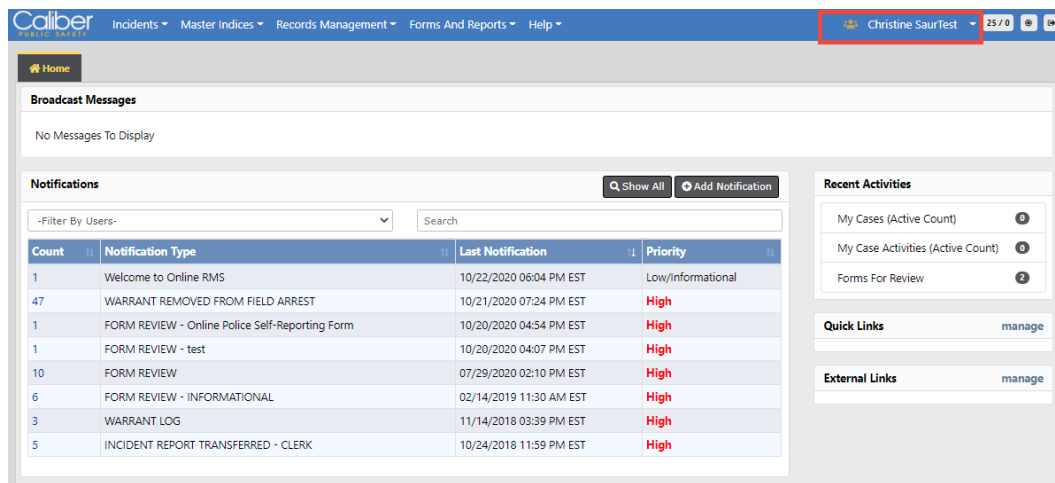 Caliber
PUBLIC SAFETY
Incidents Master Indices Records Management Forms And Reports Help Christine SaurTest 25 / 0
Home
Broadcast Messages
No Messages To Display
Notifications Show All Add Notification
-Filter By Users- Search
Count Notification Type Last Notification Priority
1 Welcome to Online RMS 10/22/2020 06:04 PM EST Low/Informational
47 WARRANT REMOVED FROM FIELD ARREST 10/21/2020 07:24 PM EST High
1 FORM REVIEW - Online Police Self-Reporting Form 10/20/2020 04:54 PM EST High
1 FORM REVIEW - test 10/20/2020 04:07 PM EST High
10 FORM REVIEW 07/29/2020 02:10 PM EST High
6 FORM REVIEW - INFORMATIONAL 02/14/2019 11:30 AM EST High
3 WARRANT LOG 11/14/2018 03:39 PM EST High
5 INCIDENT REPORT TRANSFERRED - CLERK 10/24/2018 11:59 PM EST High
Recent Activities
My Cases (Active Count) 0
My Case Activities (Active Count) 0
Forms For Review 2
Quick Links manage
External Links manage